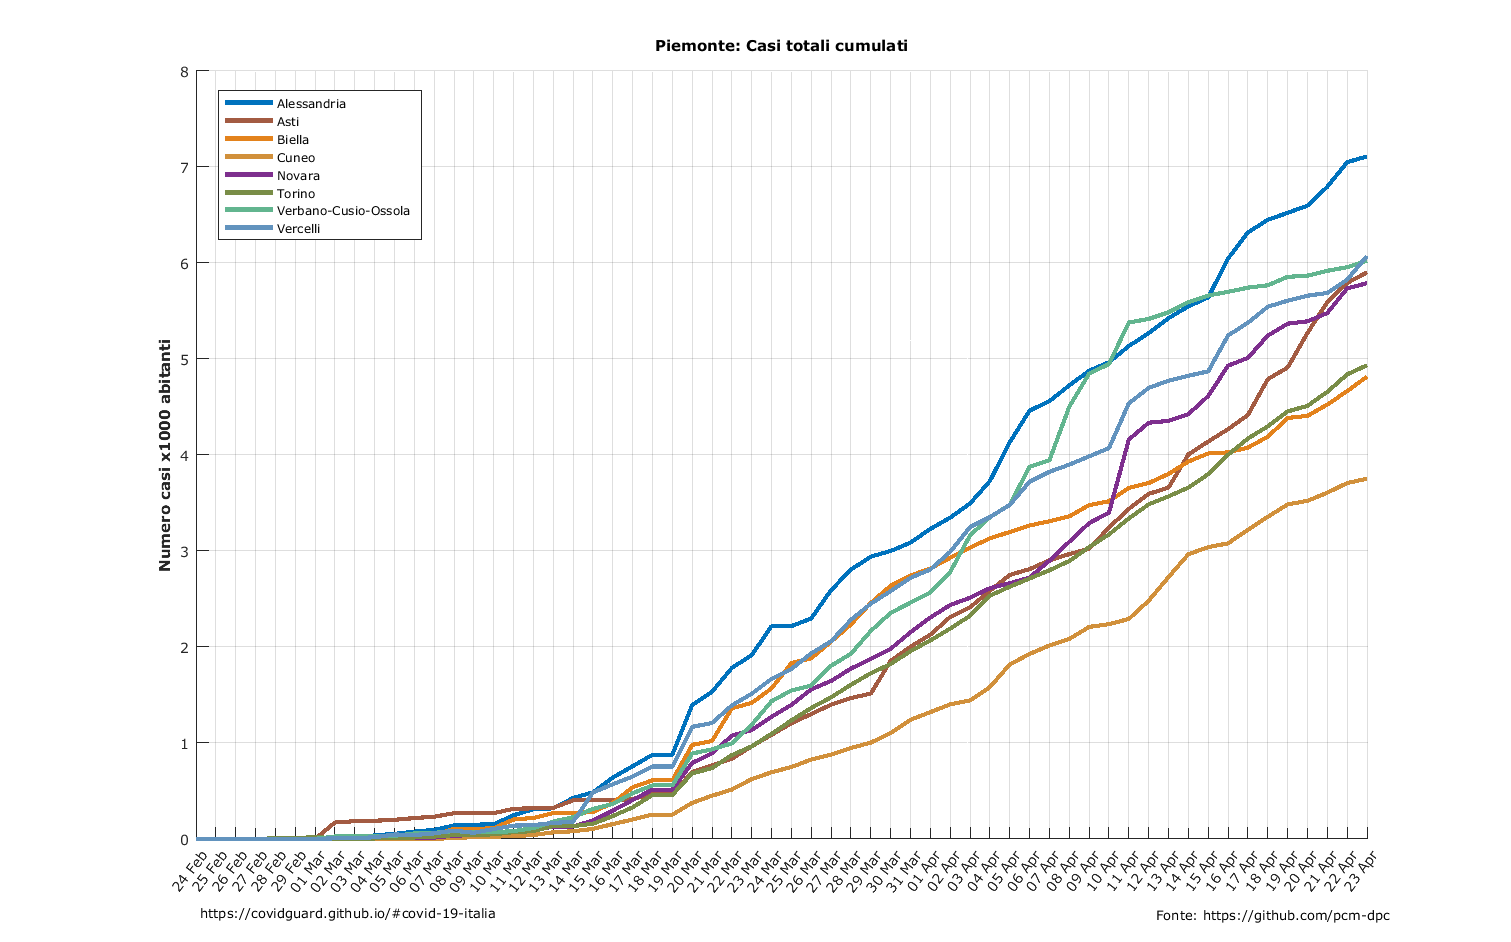 Piemonte: Casi totali cumulati
8
7
6
5
4
3
2
1
0
Numero casi x1000 abitanti
Alessandria
Asti
Biella
Cuneo
Novara
Torino
Verbano-Cusio-Ossola
Vercelli
24 Feb
25 Feb
26 Feb
27 Feb
28 Feb
29 Feb
01 Mar
02 Mar
03 Mar
04 Mar
05 Mar
06 Mar
07 Mar
08 Mar
09 Mar
10 Mar
11 Mar
12 Mar
13 Mar
14 Mar
15 Mar
16 Mar
17 Mar
18 Mar
19 Mar
20 Mar
21 Mar
22 Mar
23 Mar
24 Mar
25 Mar
26 Mar
27 Mar
28 Mar
29 Mar
30 Mar
31 Mar
01 Apr
02 Apr
03 Apr
04 Apr
05 Apr
06 Apr
07 Apr
08 Apr
09 Apr
10 Apr
11 Apr
12 Apr
13 Apr
14 Apr
15 Apr
16 Apr
17 Apr
18 Apr
19 Apr
20 Apr
21 Apr
22 Apr
23 Apr
https://covidguard.github.io/#covid-19-italia
Fonte: https://github.com/pcm-dpc